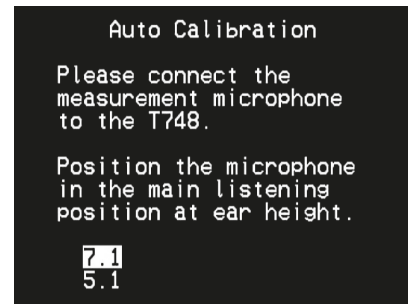 Auto Calibration
Please connect the
measurement microphone
to the T748.
Position the microphone
in the main listening
position at ear height.
7.1
5.1